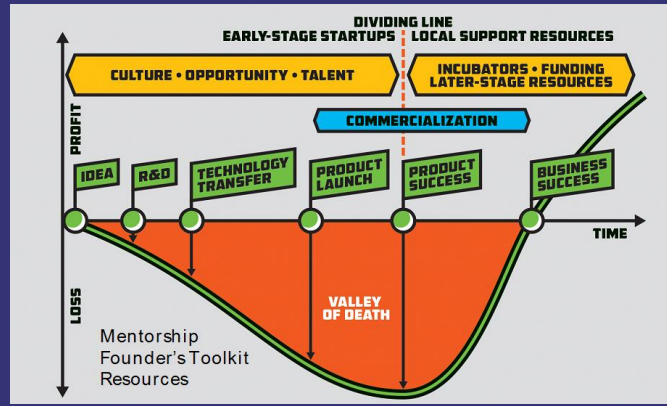 DIVIDING LINE
EARLY-STAGE STARTUPS
LOCAL SUPPORT RESOURCES
CULTURE • OPPORTUNITY • TALENT
INCUBATORS • FUNDING
LATER-STAGE RESOURCES
COMMERCIALIZATION
PROFIT
IDEA
R&D
TECHNOLOGY
TRANSFER
PRODUCT
LAUNCH
PRODUCT
SUCCESS
BUSINESS
SUCCESS
TIME
LOSS
VALLEY
OF DEATH
Mentorship
Founder's Toolkit
Resources